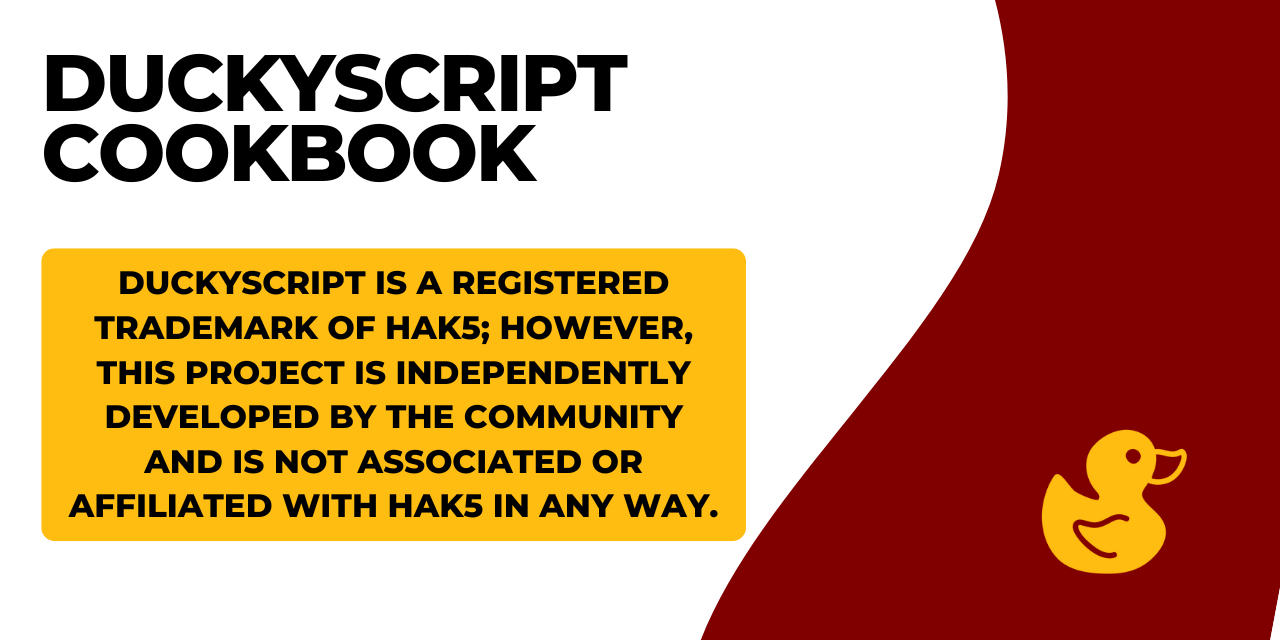 DUCKYSCRIPT
COOKBOOK
DUCKYSCRIPT IS A REGISTERED
TRADEMARK OF HAK5; HOWEVER,
THIS PROJECT IS INDEPENDENTLY
DEVELOPED BY THE COMMUNITY
AND IS NOT ASSOCIATED OR
AFFILIATED WITH HAK5 IN ANY WAY.